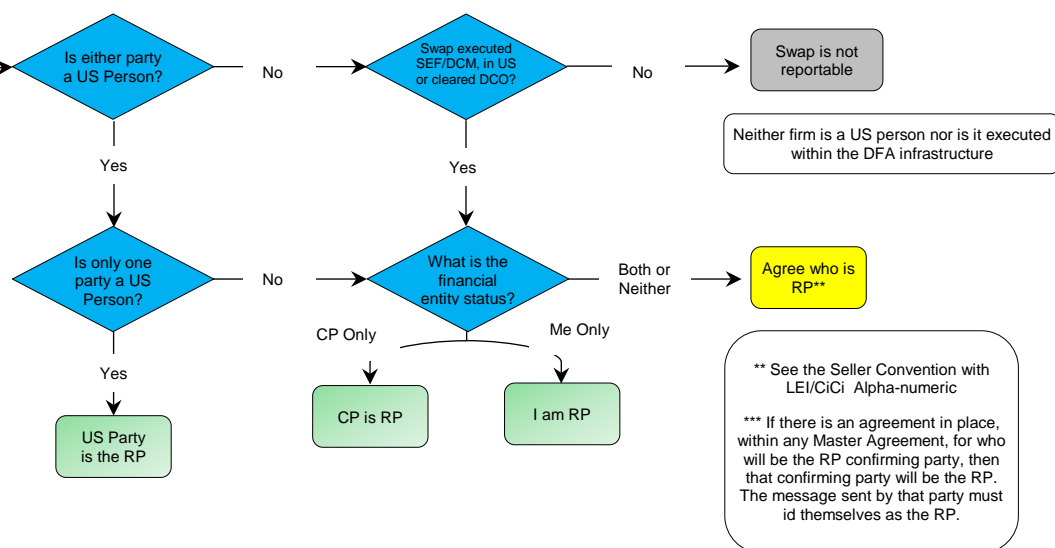 Is either party
a US Person?
No
Swap executed
SEF/DCM, in US
or cleared DCO?
No
Swap is not
reportable
Neither firm is a US person nor is it executed
within the DFA infrastructure
Yes
Yes
Is only one
party a US
Person?
No
What is the
financial
entity status?
Both or
Neither
Agree who is
RP**
CP Only
Me Only
Yes
CP is RP
I am RP
US Party
is the RP
** See the Seller Convention with
LEI/CiCi Alpha-numeric
*** If there is an agreement in place,
within any Master Agreement, for who
will be the RP confirming party, then
that confirming party will be the RP.
The message sent by that party must
id themselves as the RP.